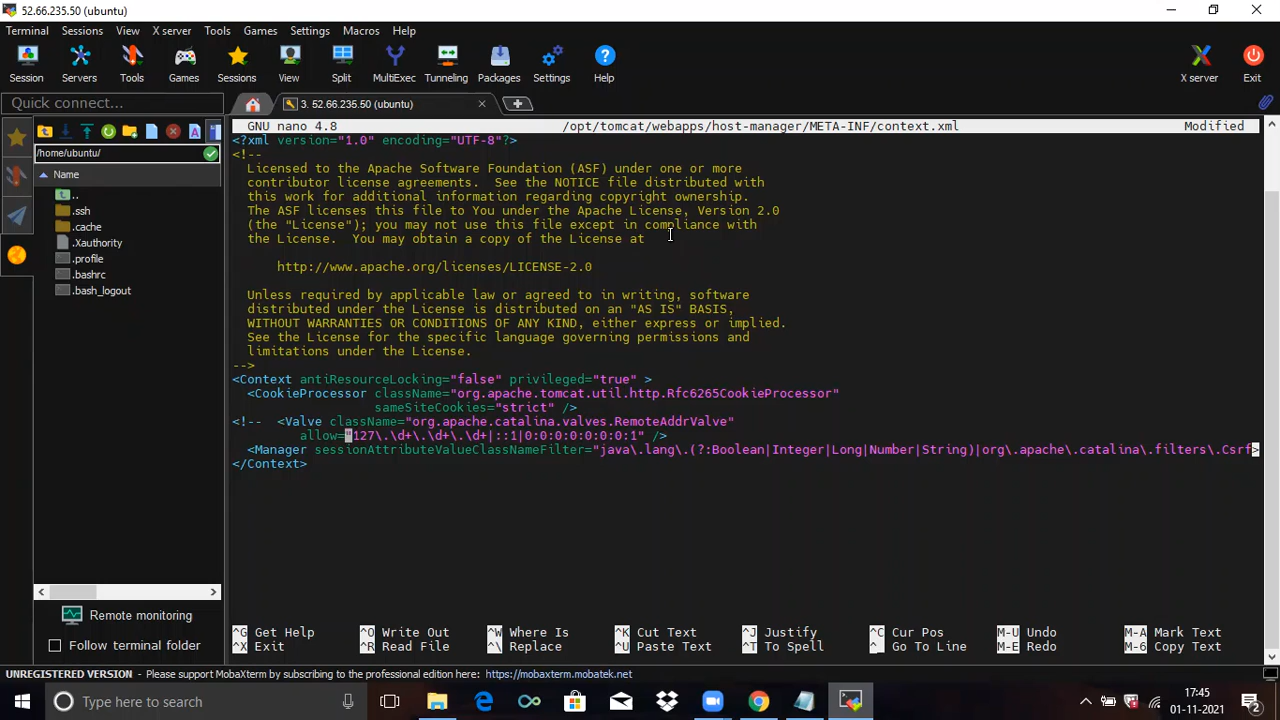 52.66.235.50 (ubuntu)
Terminal Sessions View X server Tools Games Settings Macros Help
Session Servers Tools Games Sessions View Split MultiExec Tunneling Packages Settings Help X server Exit
Quick connect...
3. 52.66.235.50 (ubuntu)
/home/ubuntu/
Name
..
.ssh
.cache
.Xauthority
.profile
.bashrc
.bash_logout
Remote monitoring
Follow terminal folder
GNU nano 4.8 /opt/tomcat/webapps/host-manager/META-INF/context.xml Modified
<?xml version="1.0" encoding="UTF-8"?>
<!--
Licensed to the Apache Software Foundation (ASF) under one or more
contributor license agreements.  See the NOTICE file distributed with
this work for additional information regarding copyright ownership.
The ASF licenses this file to You under the Apache License, Version 2.0
(the "License"); you may not use this file except in compliance with
the License.  You may obtain a copy of the License at
http://www.apache.org/licenses/LICENSE-2.0
Unless required by applicable law or agreed to in writing, software
distributed under the License is distributed on an "AS IS" BASIS,
WITHOUT WARRANTIES OR CONDITIONS OF ANY KIND, either express or implied.
See the License for the specific language governing permissions and
limitations under the License.
-->
<Context antiResourceLocking="false" privileged="true" >
<CookieProcessor className="org.apache.tomcat.util.http.Rfc6265CookieProcessor"
sameSiteCookies="strict" />
<!--  <Valve className="org.apache.catalina.valves.RemoteAddrValve"
allow="127\.\d+\.\d+\.\d+|::1|0:0:0:0:0:0:0:1" />
<Manager sessionAttributeValueClassNameFilter="java\.lang\.(?:Boolean|Integer|Long|Number|String)|org\.apache\.catalina\.filters\.Csrf>
</Context>
^G Get Help ^O Write Out ^W Where Is ^K Cut Text ^J Justify ^C Cur Pos M-U Undo M-A Mark Text
^X Exit ^R Read File ^\ Replace ^U Paste Text ^T To Spell ^_ Go To Line M-E Redo M-6 Copy Text
UNREGISTERED VERSION - Please support MobaXterm by subscribing to the professional edition here: https://mobaxterm.mobatek.net
Type here to search
17:45
01-11-2021
2